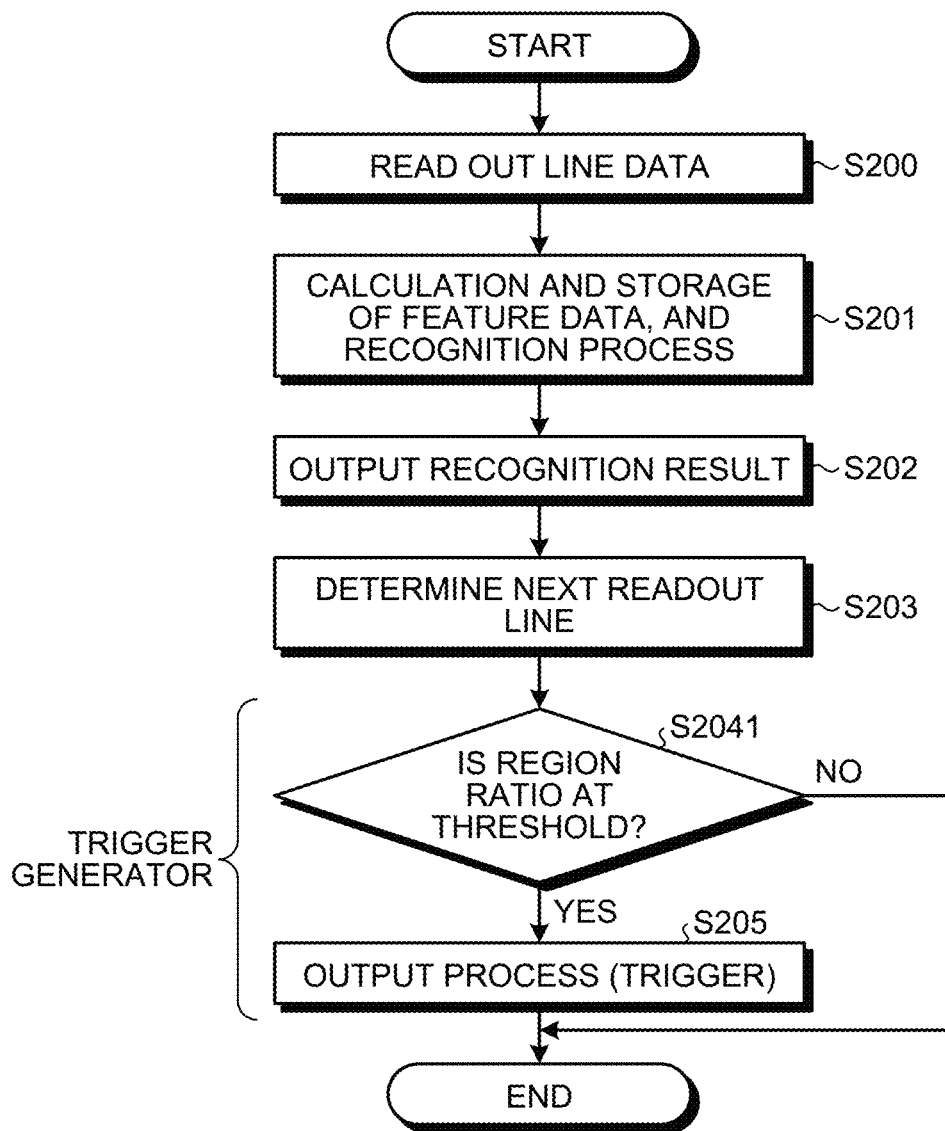 START
READ OUT LINE DATA
S200
CALCULATION AND STORAGE
OF FEATURE DATA, AND
RECOGNITION PROCESS
S201
OUTPUT RECOGNITION RESULT
S202
DETERMINE NEXT READOUT
LINE
S203
S2041
IS REGION
RATIO AT
THRESHOLD?
NO
TRIGGER
GENERATOR
YES
S205
OUTPUT PROCESS (TRIGGER)
END